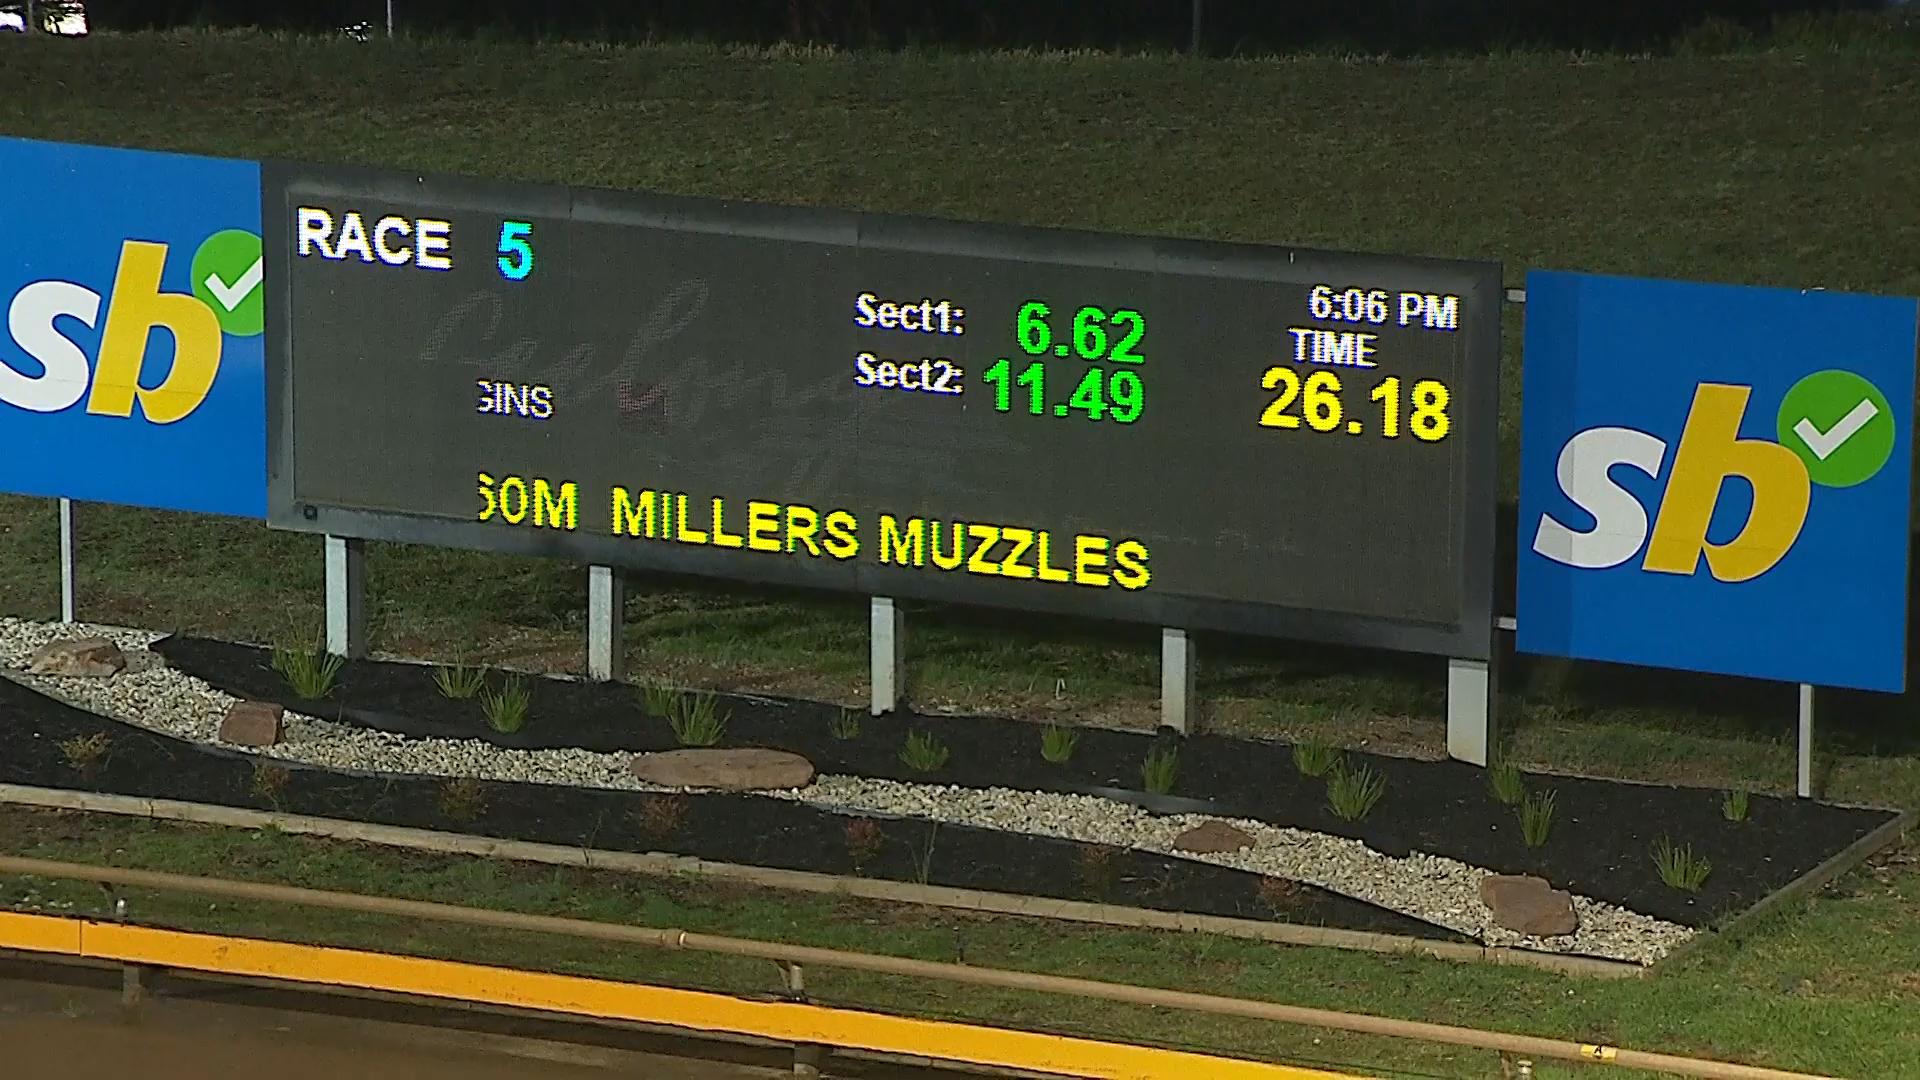 RACE 5
6:06 PM
Sect1: 6.62
TIME
Sect2: 11.49
26.18
GINS
60M MILLERS MUZZLES
sb
sb